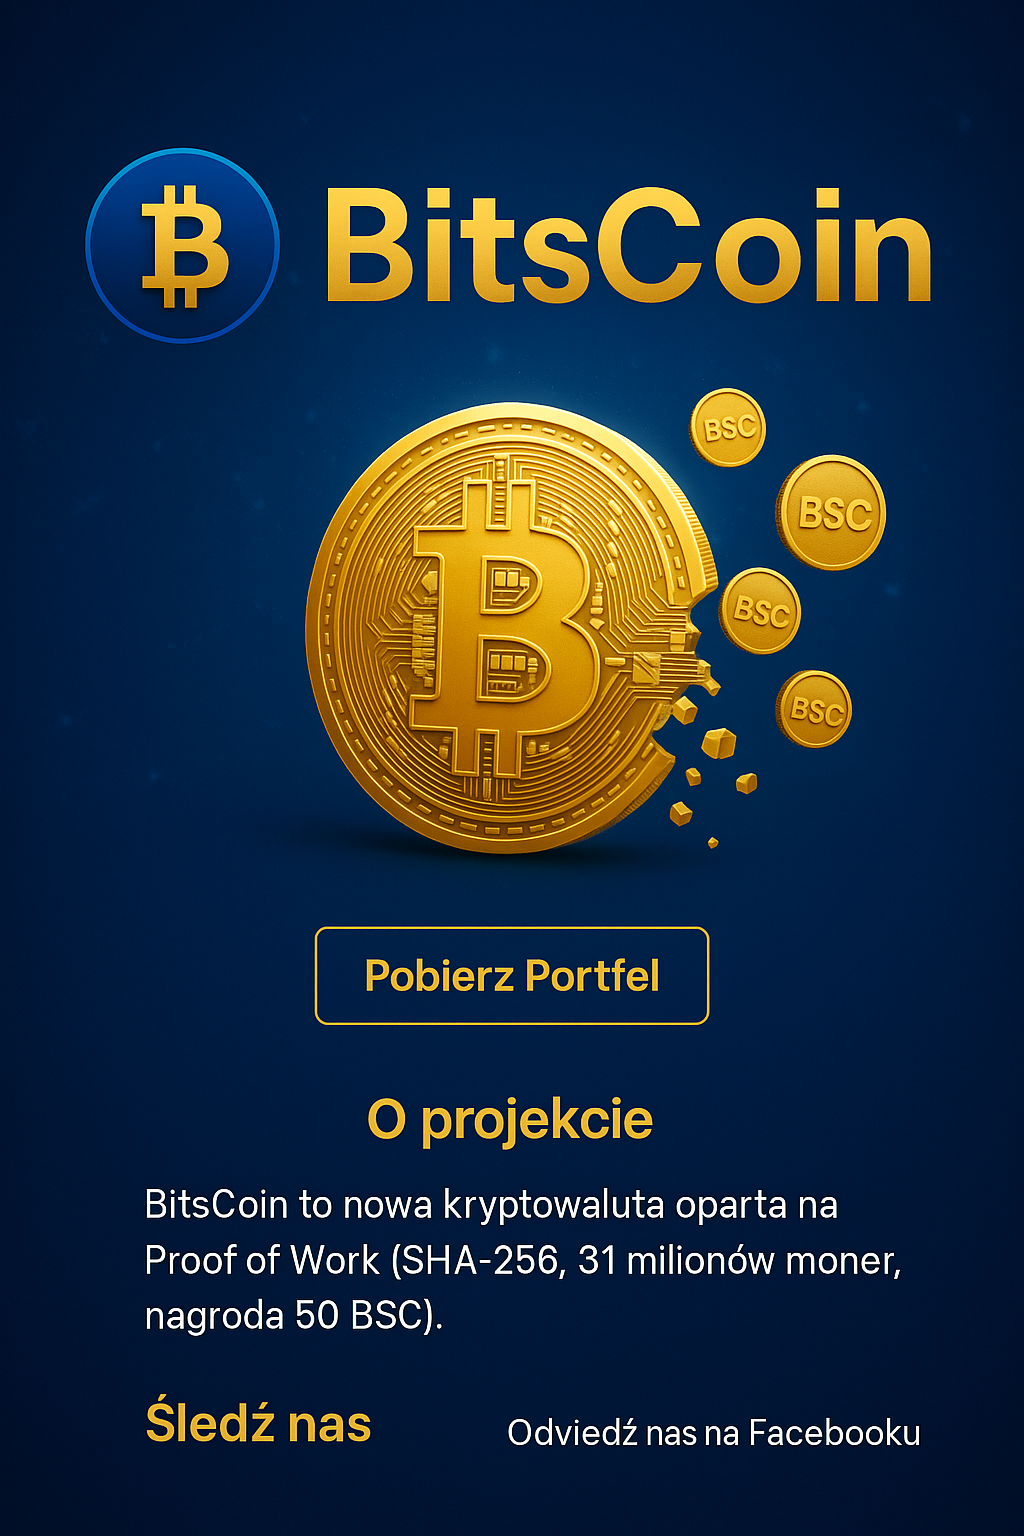 BitsCoin
BSC
BSC
BSC
BSC
Pobierz Portfel
O projekcie
BitsCoin to nowa kryptowaluta oparta na
Proof of Work (SHA-256, 31 milionów moner,
nagroda 50 BSC).
Śledź nas
Odviedź nas na Facebooku